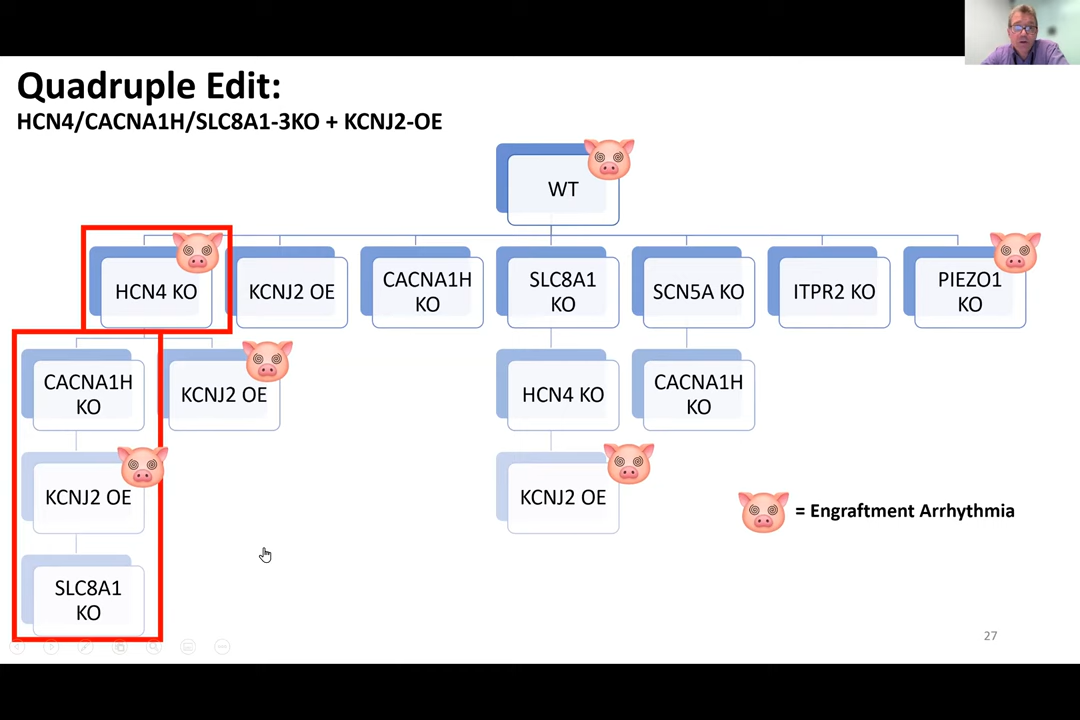 Quadruple Edit:
HCN4/CACNA1H/SLC8A1-3KO + KCNJ2-OE
WT
HCN4 KO
KCNJ2 OE
CACNA1H
KO
SLC8A1
KO
SCN5A KO
ITPR2 KO
PIEZO1
KO
CACNA1H
KO
KCNJ2 OE
HCN4 KO
CACNA1H
KO
KCNJ2 OE
KCNJ2 OE
= Engraftment Arrhythmia
SLC8A1
KO
27